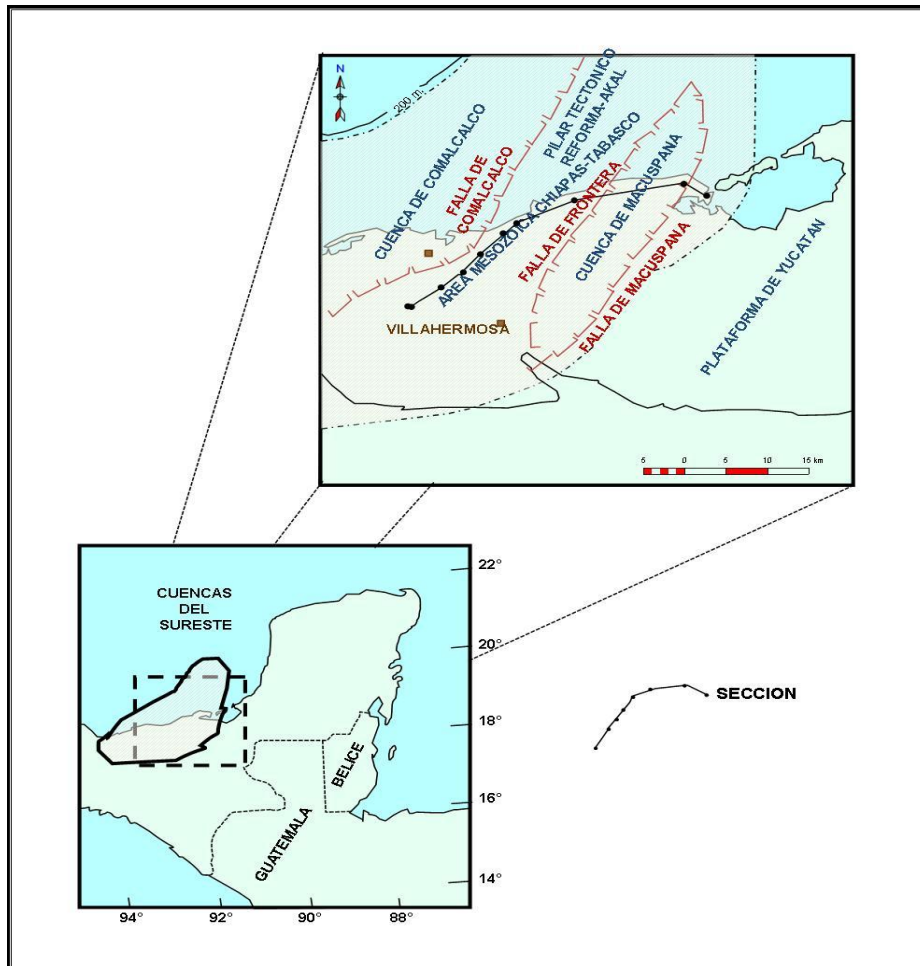 N
200 m.
CUENCA DE COMALCALCO
FALLA DE
COMALCALCO
PILAR TECTONICO
REFORMA-AKAL
AREA MESOZOICA CHIAPAS-TABASCO
FALLA DE FRONTERA
CUENCA DE MACUSPANA
FALLA DE MACUSPANA
PLATAFORMA DE YUCATAN
VILLAHERMOSA
5 0 5 10 15 km
CUENCAS
DEL
SURESTE
22°
20°
18°
16°
14°
BELICE
GUATEMALA
94° 92° 90° 88°
SECCION